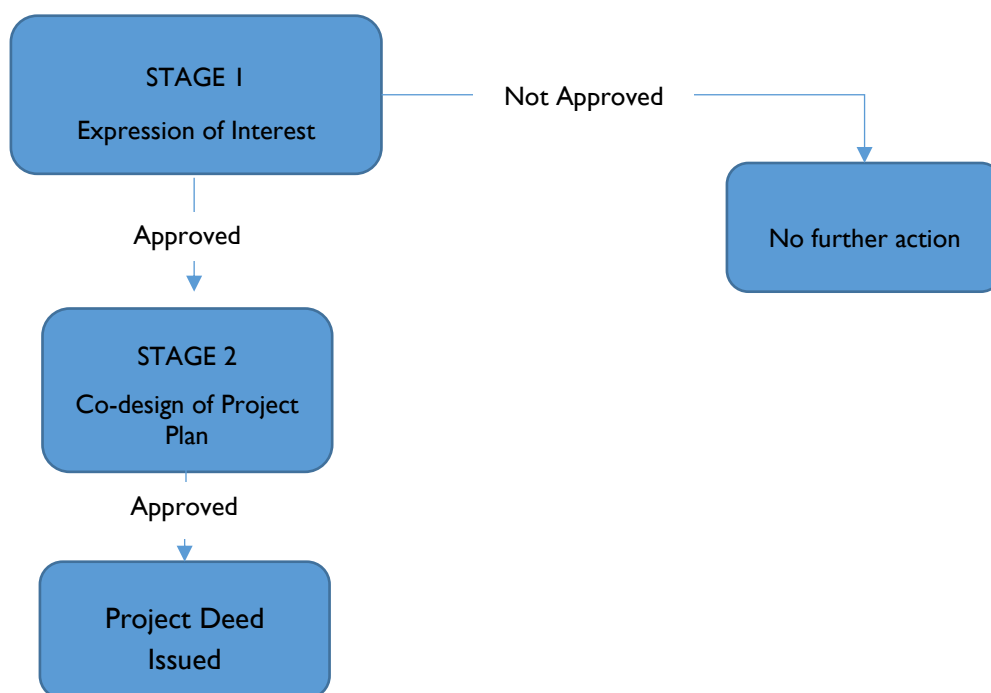 STAGE 1
Expression of Interest
Not Approved
No further action
Approved
STAGE 2
Co-design of Project
Plan
Approved
Project Deed
Issued